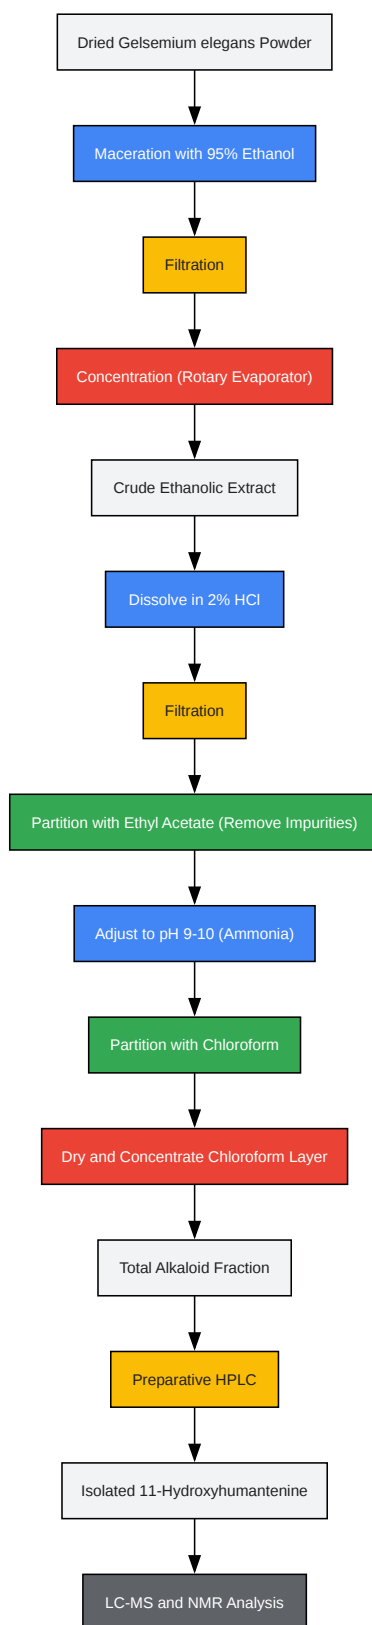 Dried Gelsemium elegans Powder
Maceration with 95% Ethanol
Filtration
Concentration (Rotary Evaporator)
Crude Ethanolic Extract
Dissolve in 2% HCl
Filtration
Partition with Ethyl Acetate (Remove Impurities)
Adjust to pH 9-10 (Ammonia)
Partition with Chloroform
Dry and Concentrate Chloroform Layer
Total Alkaloid Fraction
Preparative HPLC
Isolated 11-Hydroxyhumantenine
LC-MS and NMR Analysis